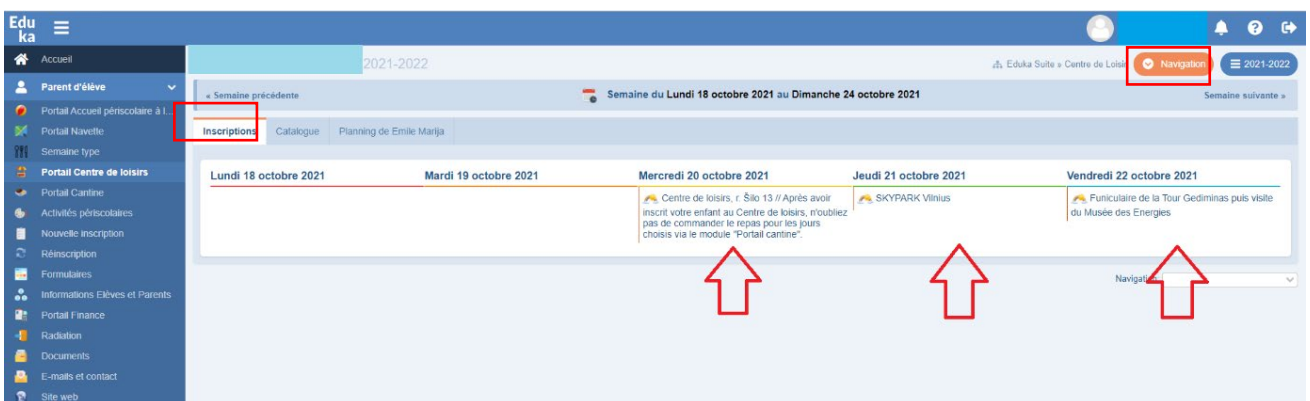 Edu
ka
Accueil
2021-2022
Eduka Suite » Centre de Loisir
Navigation
2021-2022
Parent d'élève
« Semaine précédente
Semaine du Lundi 18 octobre 2021 au Dimanche 24 octobre 2021
Semaine suivante »
Portail Accueil périscolaire à l...
Portail Navette
Inscriptions
Catalogue
Planning de Emile Marija
Semaine type
Portail Centre de loisirs
Lundi 18 octobre 2021
Mardi 19 octobre 2021
Mercredi 20 octobre 2021
Jeudi 21 octobre 2021
Vendredi 22 octobre 2021
Portail Cantine
Activités périscolaires
Nouvelle inscription
Réinscription
Formulaires
Informations Elèves et Parents
Portail Finance
Radiation
Documents
E-mails et contact
Site web
Centre de loisirs, r. Šilo 13 // Après avoir
inscrit votre enfant au Centre de loisirs, n'oubliez
pas de commander le repas pour les jours
choisis via le module "Portail cantine".
SKYPARK Vilnius
Funiculaire de la Tour Gediminas puis visite
du Musée des Energies